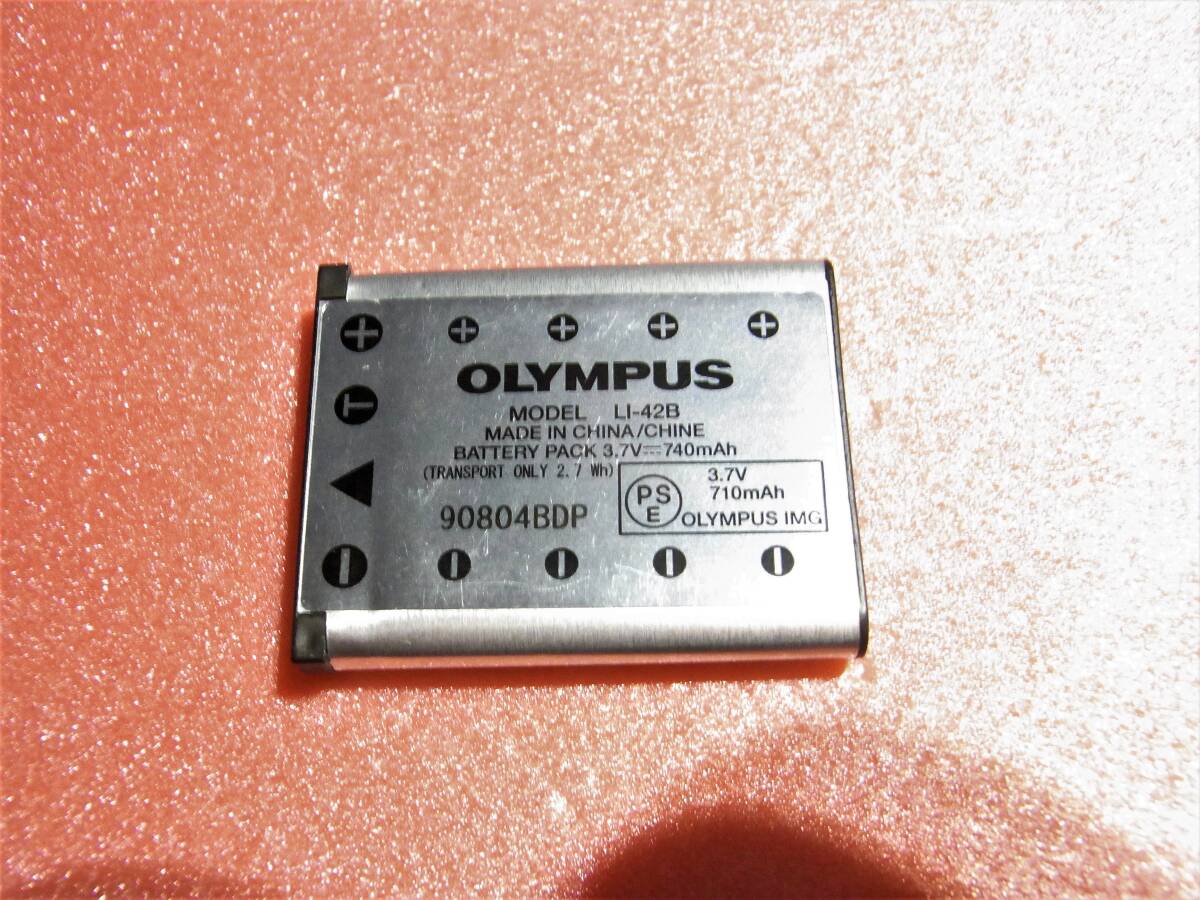 OLYMPUS
MODEL LI-42B
MADE IN CHINA/CHINE
BATTERY PACK 3.7V⎓740mAh
(TRANSPORT ONLY 2.7 Wh)
90804BDP
PS
E
3.7V
710mAh
OLYMPUS IMG
T